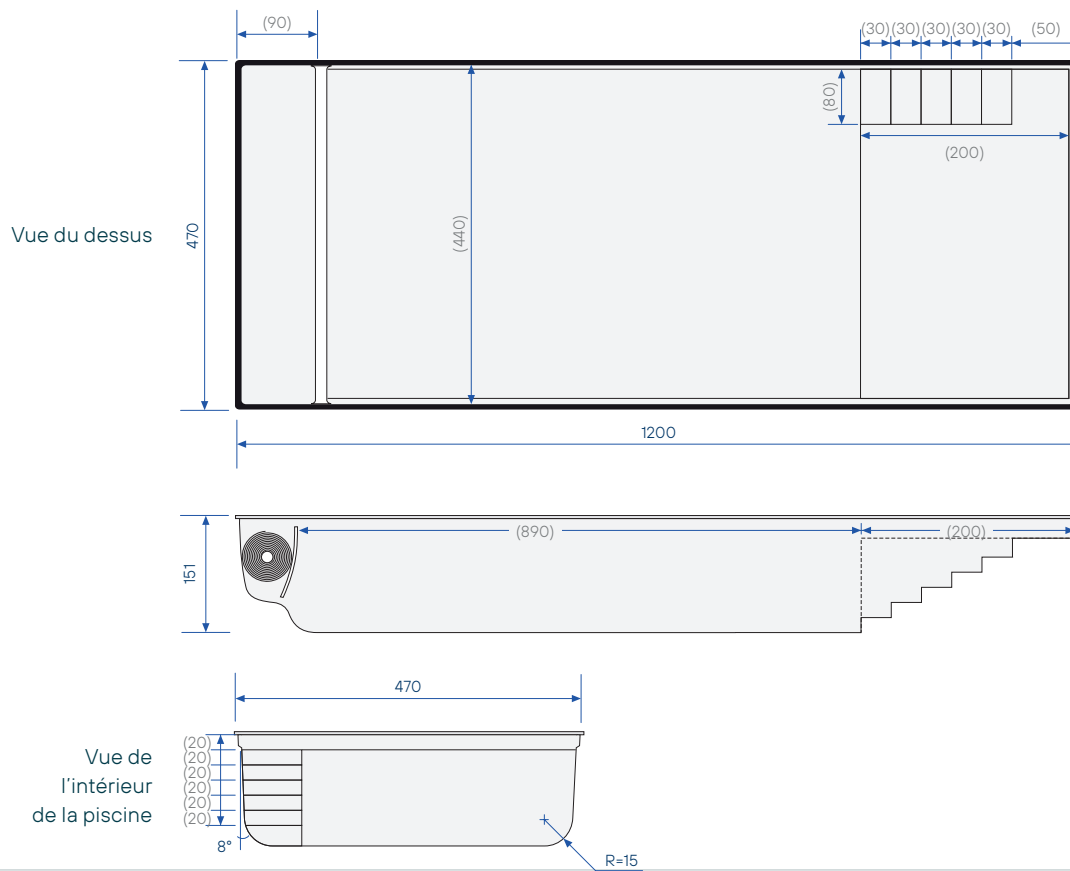 (90)
(30) (30) (30) (30) (30) (50)
(80)
(200)
Vue du dessus
470
(440)
1200
(890)
(200)
151
470
(20)
Vue de
(20)
l'intérieur
(20)
de la piscine
(20)
(20)
(20)
8°
R=15